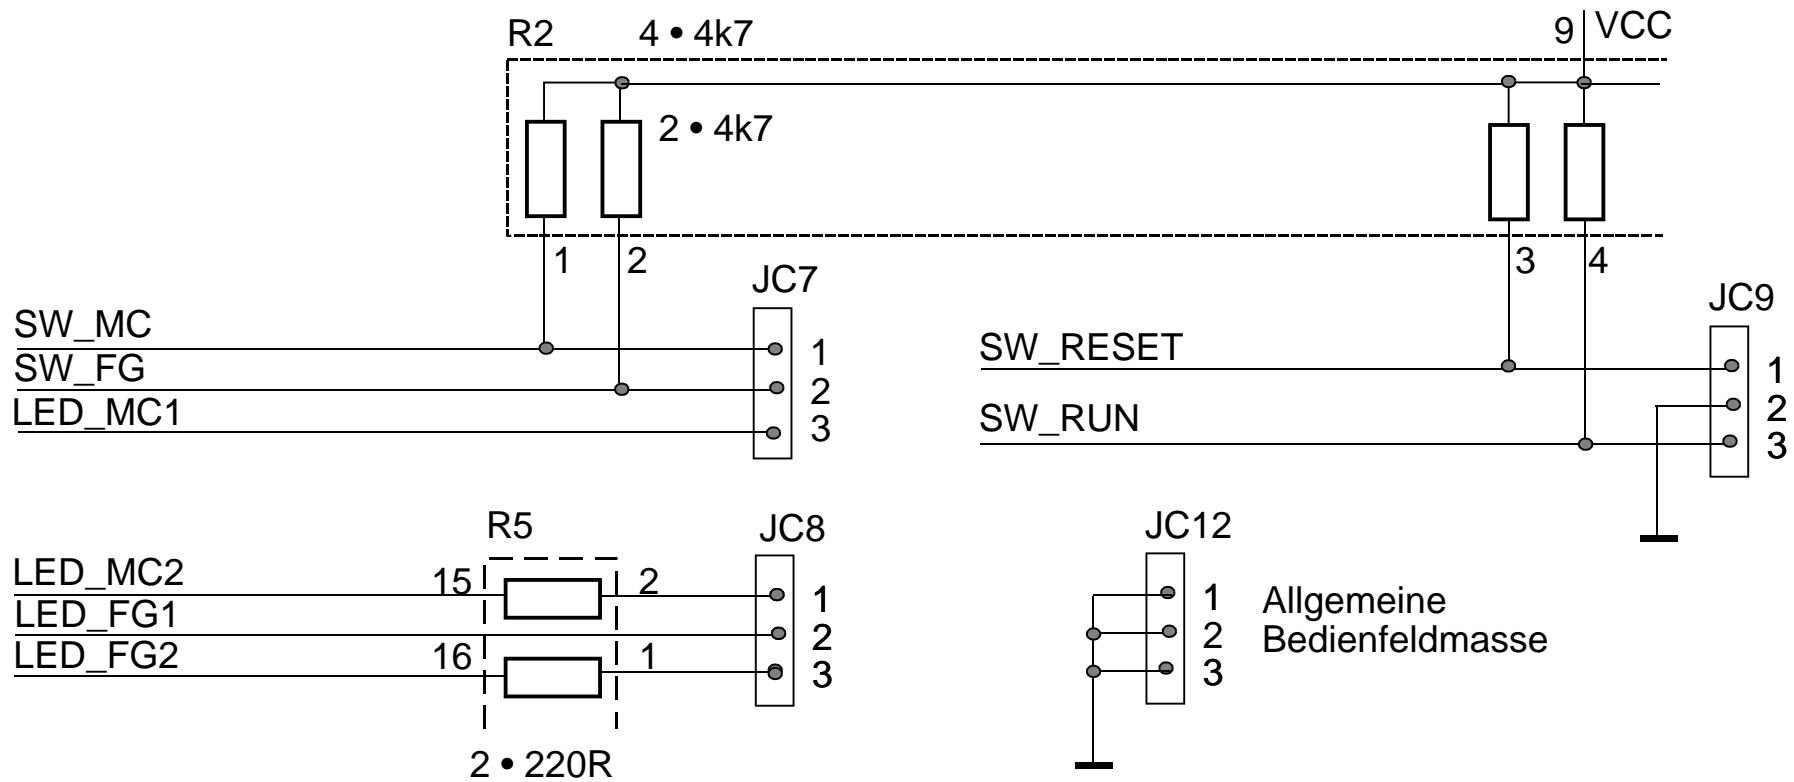 R2 4 • 4k7 9 VCC
2 • 4k7
1 2 3 4
JC7
SW_MC 1
SW_FG 2
LED_MC1 3
JC9
SW_RESET 1
2
SW_RUN 3
R5 JC8
LED_MC2 15 2 1
LED_FG1 2
LED_FG2 16 1 3
2 • 220R
JC12
1 Allgemeine
2 Bedienfeldmasse
3